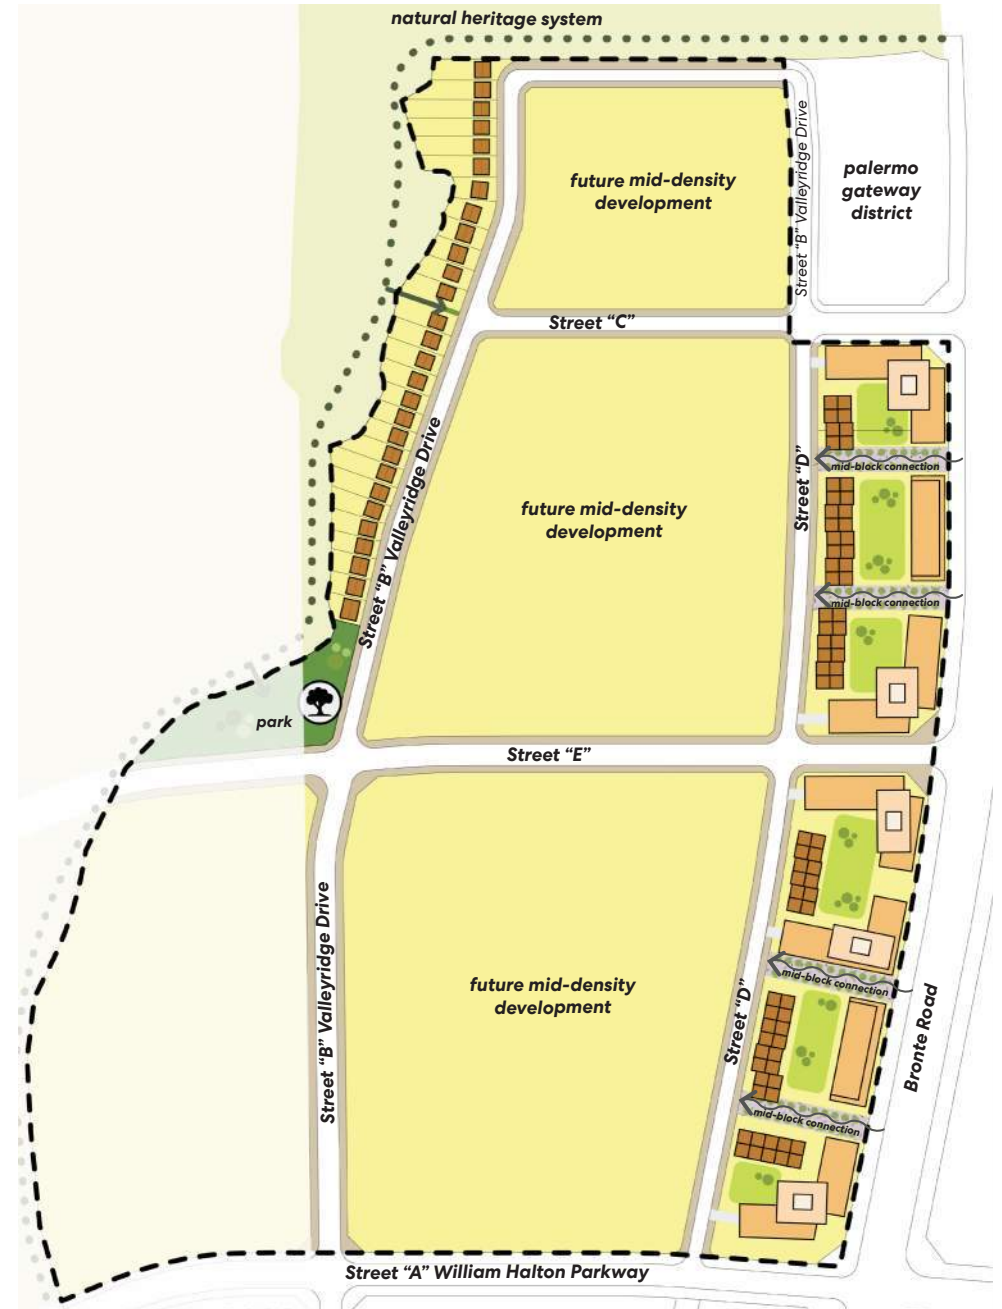 natural heritage system
future mid-density
development
Street “B” Valleyridge Drive
palermo
gateway
district
Street “C”
Street “B” Valleyridge Drive
future mid-density
development
Street “D”
mid-block connection
mid-block connection
park
Street “E”
Street “B” Valleyridge Drive
future mid-density
development
Street “D”
mid-block connection
mid-block connection
Bronte Road
Street “A” William Halton Parkway